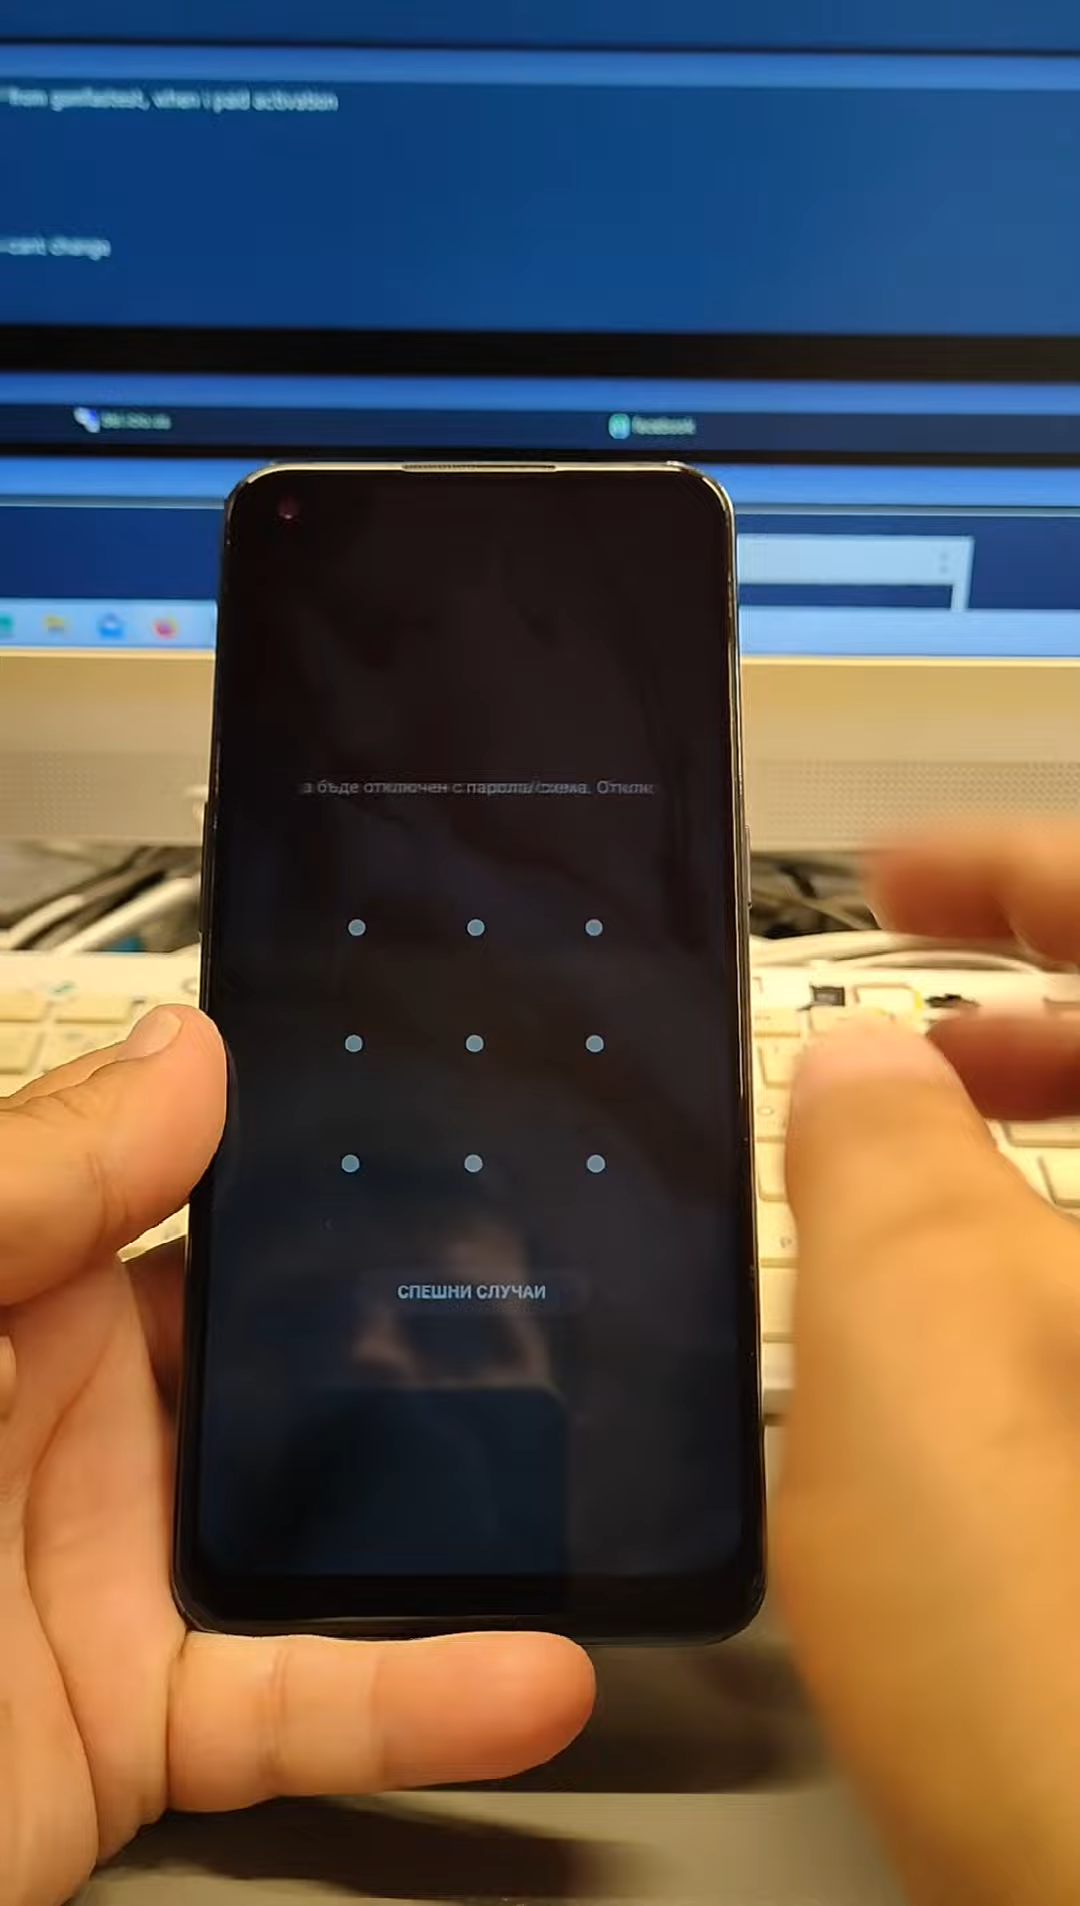 from gsmfastest, when i paid activation
cant change
facebook
а бъде отключен с парола/схема. Отклю
СПЕШНИ СЛУЧАИ